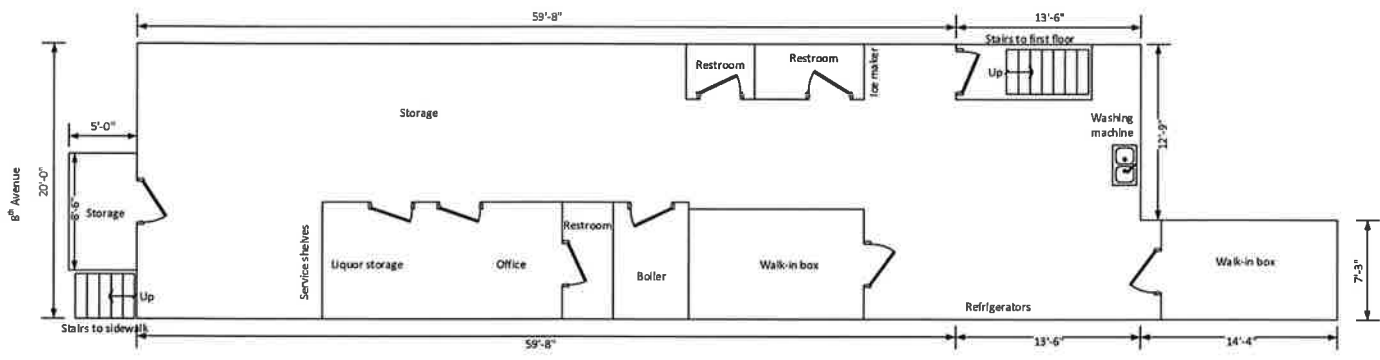 59'-8"
13'-6"
Stairs to first floor
Restroom
Restroom
Ice maker
Up
Storage
Washing
machine
12'-9"
5'-0"
8th Avenue
20'-0"
Storage
Service shelves
Liquor storage
Office
Restroom
Boiler
Walk-in box
Walk-in box
7'-3"
Up
Refrigerators
Stairs to sidewalk
59'-8"
13'-6"
14'-4"